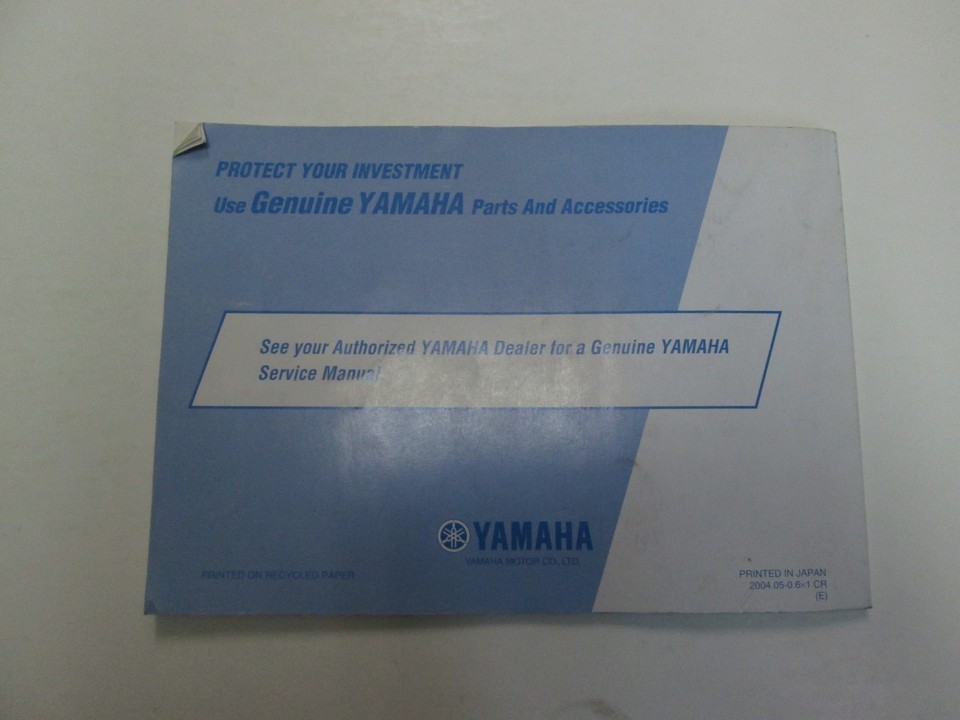 PROTECT YOUR INVESTMENT
Use Genuine YAMAHA Parts And Accessories
See your Authorized YAMAHA Dealer for a Genuine YAMAHA
Service Manual
YAMAHA
YAMAHA MOTOR CO., LTD.
PRINTED ON RECYCLED PAPER
PRINTED IN JAPAN
2004.05-0.6×1 CR
(E)